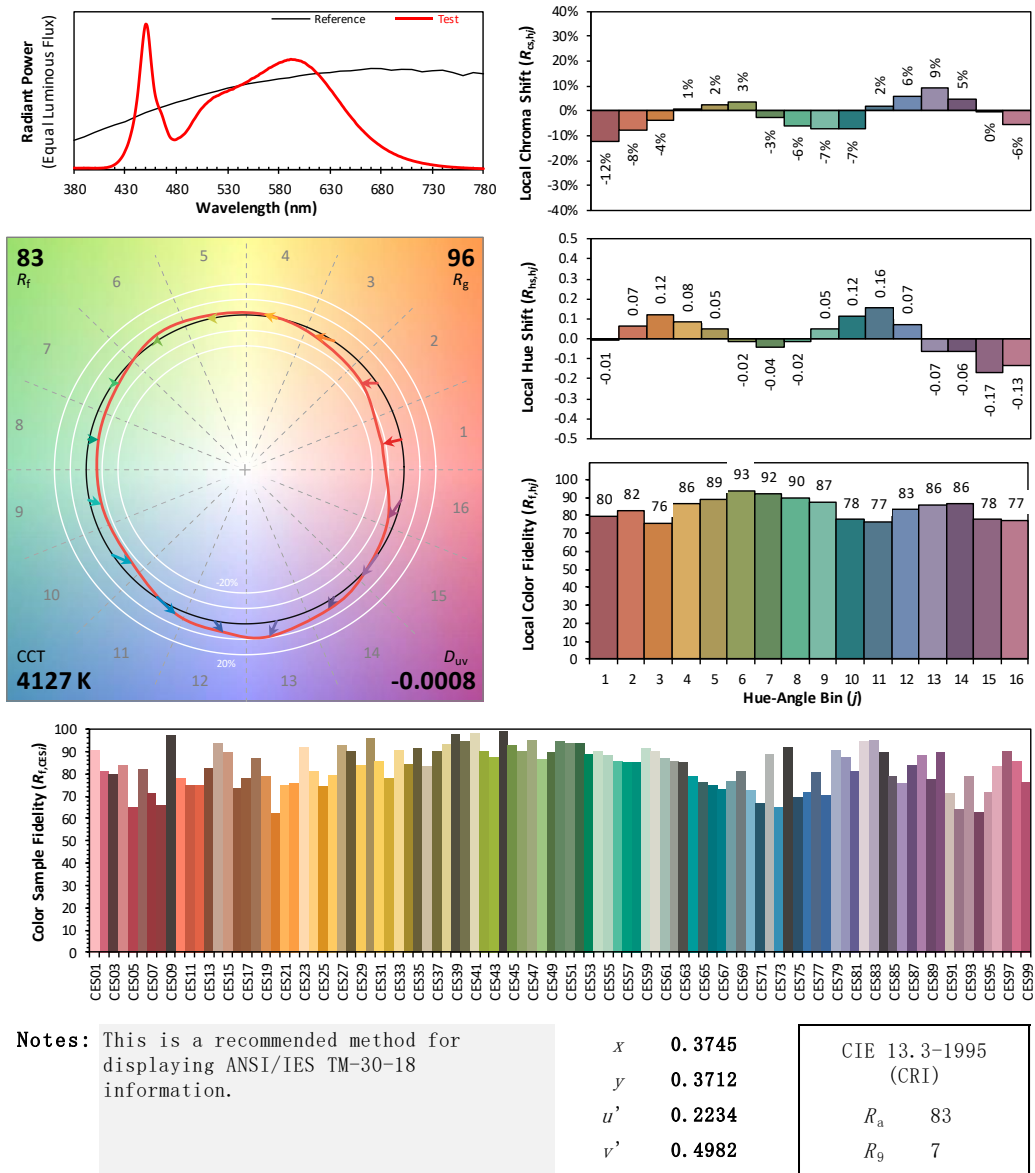 Reference Test
Radiant Power
(Equal Luminous Flux)
380 430 480 530 580 630 680 730 780
Wavelength (nm)
Local Chroma Shift (Rcs,hj)
40%
30%
20%
10%
0%
-10%
-20%
-30%
-40%
-12% -8% -4% 1% 2% 3% -3% -6% -7% -7% 2% 6% 9% 5% 0% -6%
83
Rf
96
Rg
1 2 3 4 5 6 7 8 9 10 11 12 13 14 15 16
-20%
20%
CCT
4127 K
Duv
-0.0008
Local Hue Shift (Rhs,hj)
0.5
0.4
0.3
0.2
0.1
0.0
-0.1
-0.2
-0.3
-0.4
-0.5
-0.01 0.07 0.12 0.08 0.05 -0.02 -0.04 -0.02 0.05 0.12 0.16 0.07 -0.07 -0.06 -0.17 -0.13
Local Color Fidelity (Rf,hj)
100
90
80
70
60
50
40
30
20
10
0
80 82 76 86 89 93 92 90 87 78 77 83 86 86 78 77
1 2 3 4 5 6 7 8 9 10 11 12 13 14 15 16
Hue-Angle Bin (j)
Color Sample Fidelity (Rf,CESi)
100
90
80
70
60
50
40
30
20
10
0
CES01 CES03 CES05 CES07 CES09 CES11 CES13 CES15 CES17 CES19 CES21 CES23 CES25 CES27 CES29 CES31 CES33 CES35 CES37 CES39 CES41 CES43 CES45 CES47 CES49 CES51 CES53 CES55 CES57 CES59 CES61 CES63 CES65 CES67 CES69 CES71 CES73 CES75 CES77 CES79 CES81 CES83 CES85 CES87 CES89 CES91 CES93 CES95 CES97 CES99
Notes: This is a recommended method for
displaying ANSI/IES TM-30-18
information.
x 0.3745
y 0.3712
u' 0.2234
v' 0.4982
CIE 13.3-1995
(CRI)
Ra 83
R9 7